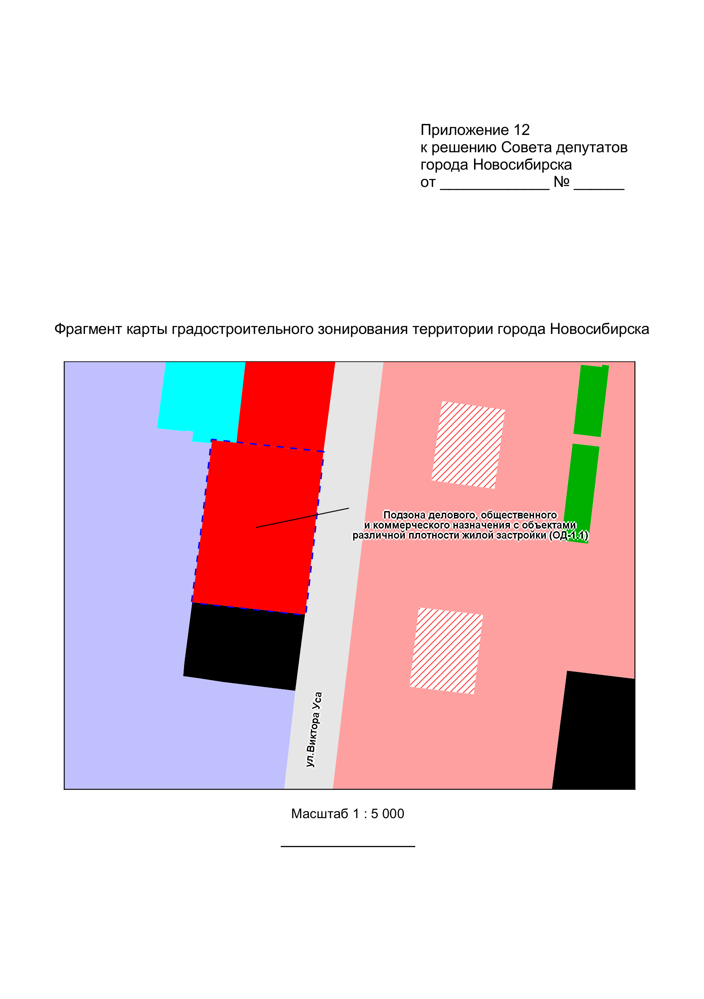 Приложение 12
к решению Совета депутатов
города Новосибирска
от _____________ № ______
Фрагмент карты градостроительного зонирования территории города Новосибирска
Подзона делового, общественного
и коммерческого назначения с объектами
различной плотности жилой застройки (ОД-1.1)
ул.Виктора Уса
Масштаб 1 : 5 000